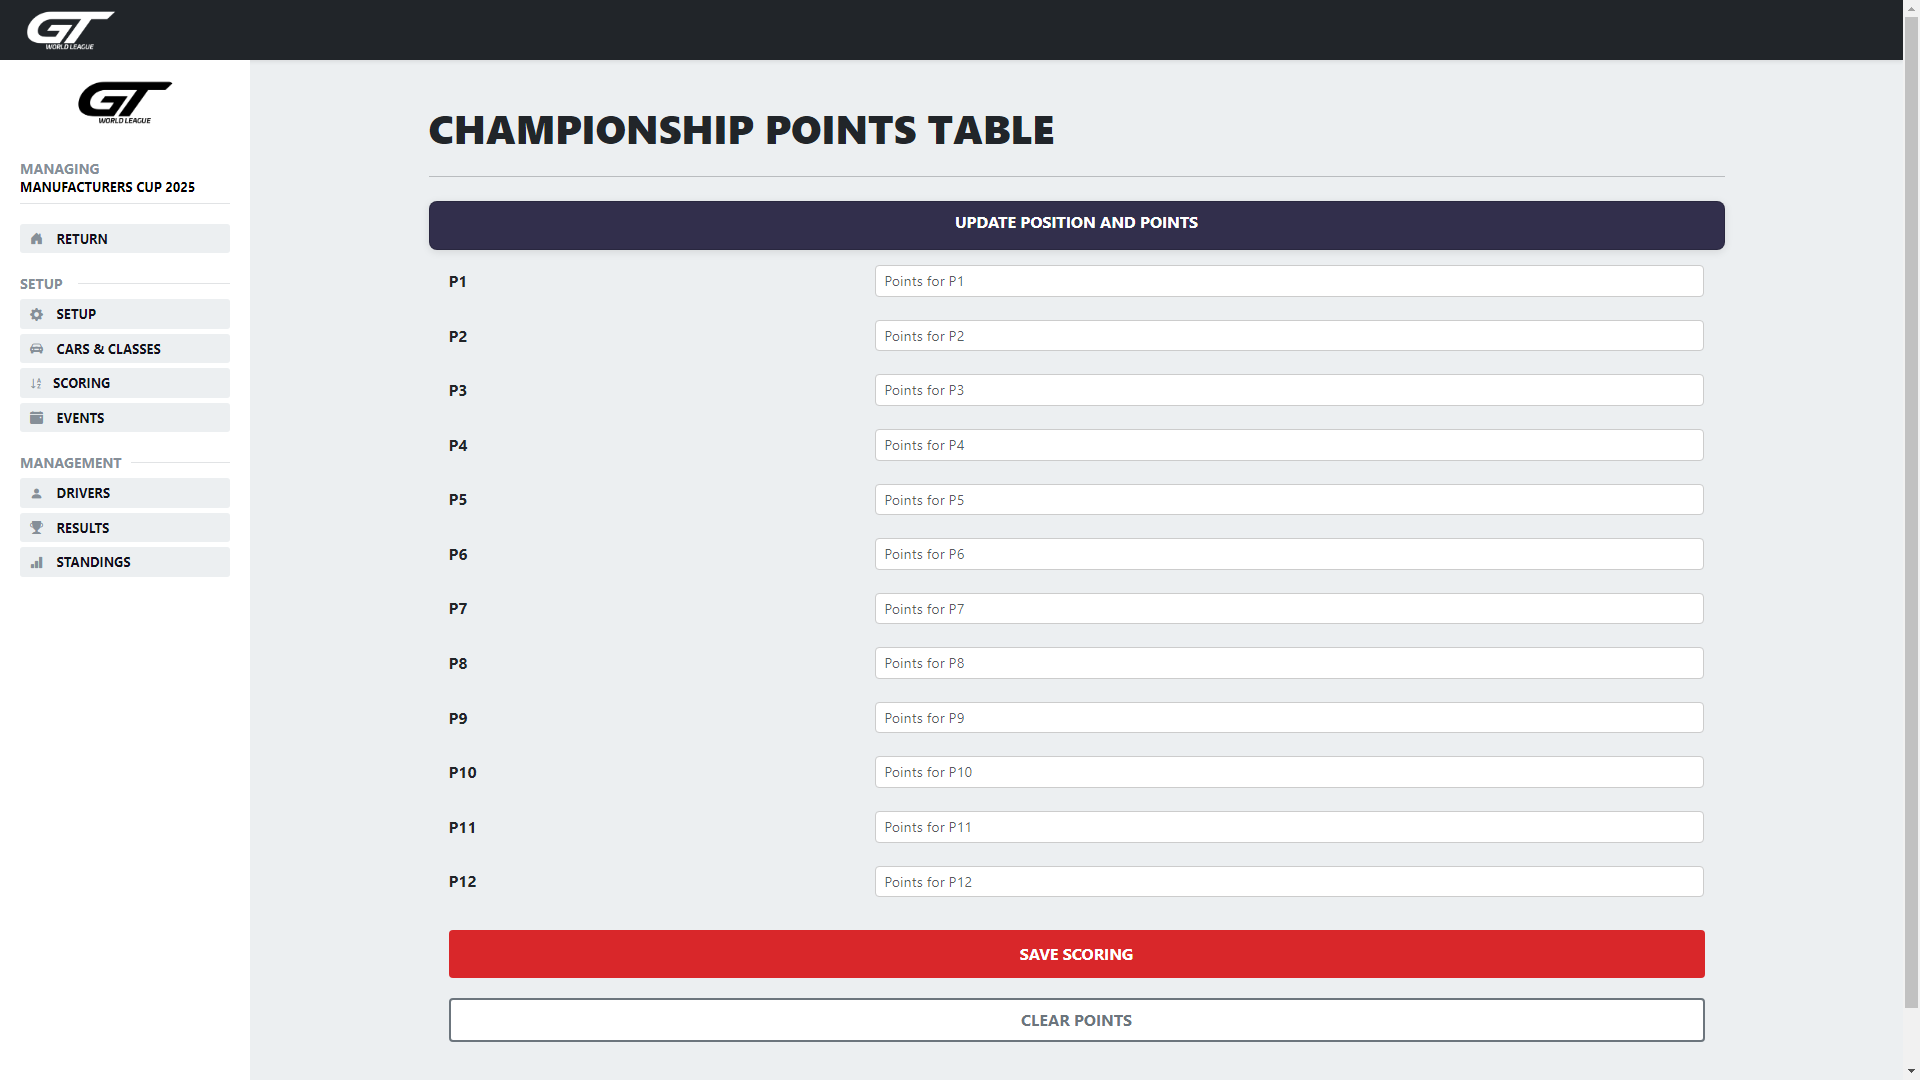 GT
WORLD LEAGUE
GT
WORLD LEAGUE
MANAGING
MANUFACTURERS CUP 2025
RETURN
SETUP
SETUP
CARS & CLASSES
SCORING
EVENTS
MANAGEMENT
DRIVERS
RESULTS
STANDINGS
CHAMPIONSHIP POINTS TABLE
UPDATE POSITION AND POINTS
P1 Points for P1
P2 Points for P2
P3 Points for P3
P4 Points for P4
P5 Points for P5
P6 Points for P6
P7 Points for P7
P8 Points for P8
P9 Points for P9
P10 Points for P10
P11 Points for P11
P12 Points for P12
SAVE SCORING
CLEAR POINTS